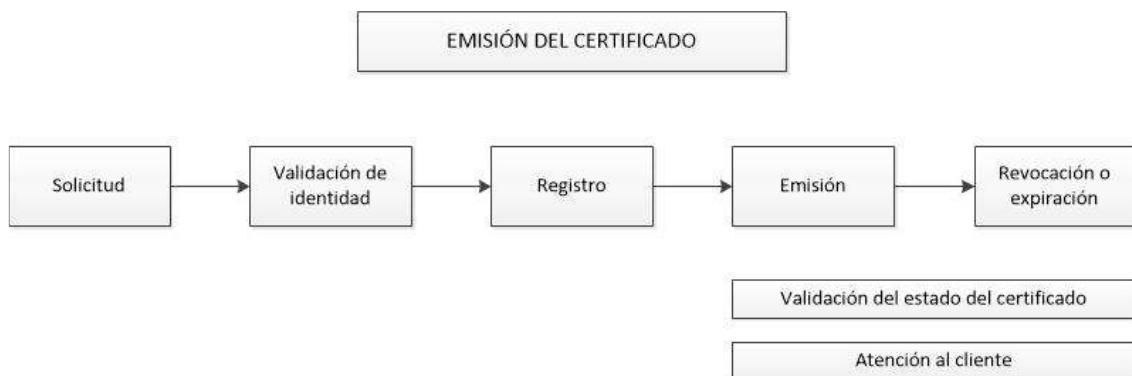 EMISIÓN DEL CERTIFICADO
Solicitud
Validación de
identidad
Registro
Emisión
Revocación o
expiración
Validación del estado del certificado
Atención al cliente